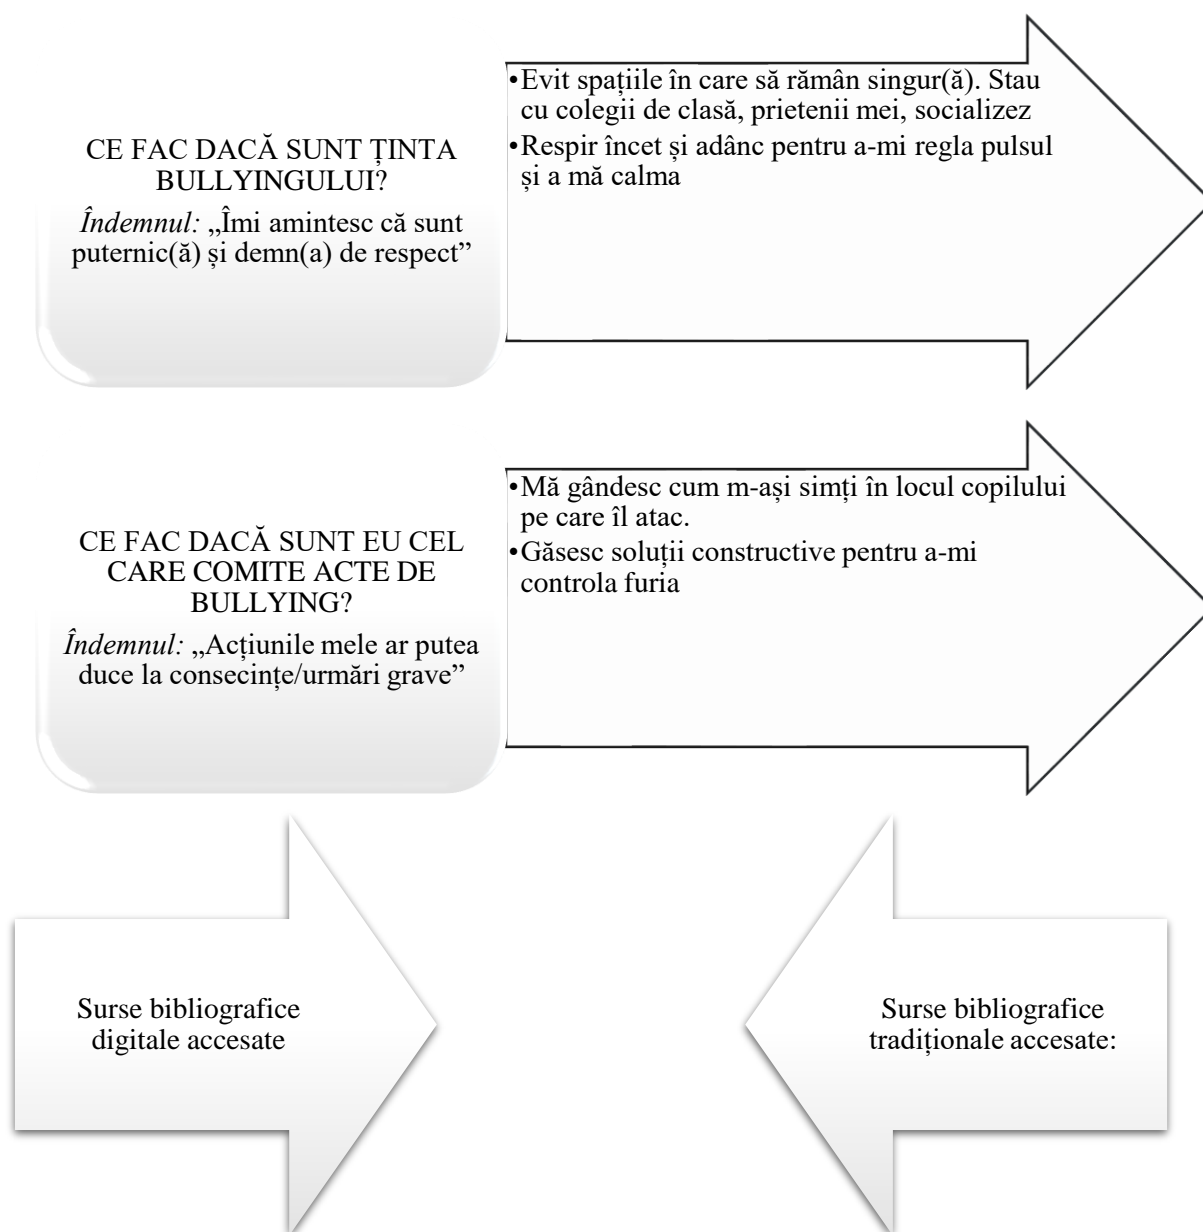 CE FAC DACĂ SUNT ȚINTA
BULLYINGULUI?
Îndemnul: „Îmi amintesc că sunt
puternic(ă) și demn(a) de respect”
•Evit spațiile în care să rămân singur(ă). Stau
cu colegii de clasă, prietenii mei, socializez
•Respir încet și adânc pentru a-mi regla pulsul
și a mă calma
CE FAC DACĂ SUNT EU CEL
CARE COMITE ACTE DE
BULLYING?
Îndemnul: „Acțiunile mele ar putea
duce la consecințe/urmări grave”
•Mă gândesc cum m-ași simți în locul copilului
pe care îl atac.
•Găsesc soluții constructive pentru a-mi
controla furia
Surse bibliografice
digitale accesate
Surse bibliografice
tradiționale accesate: